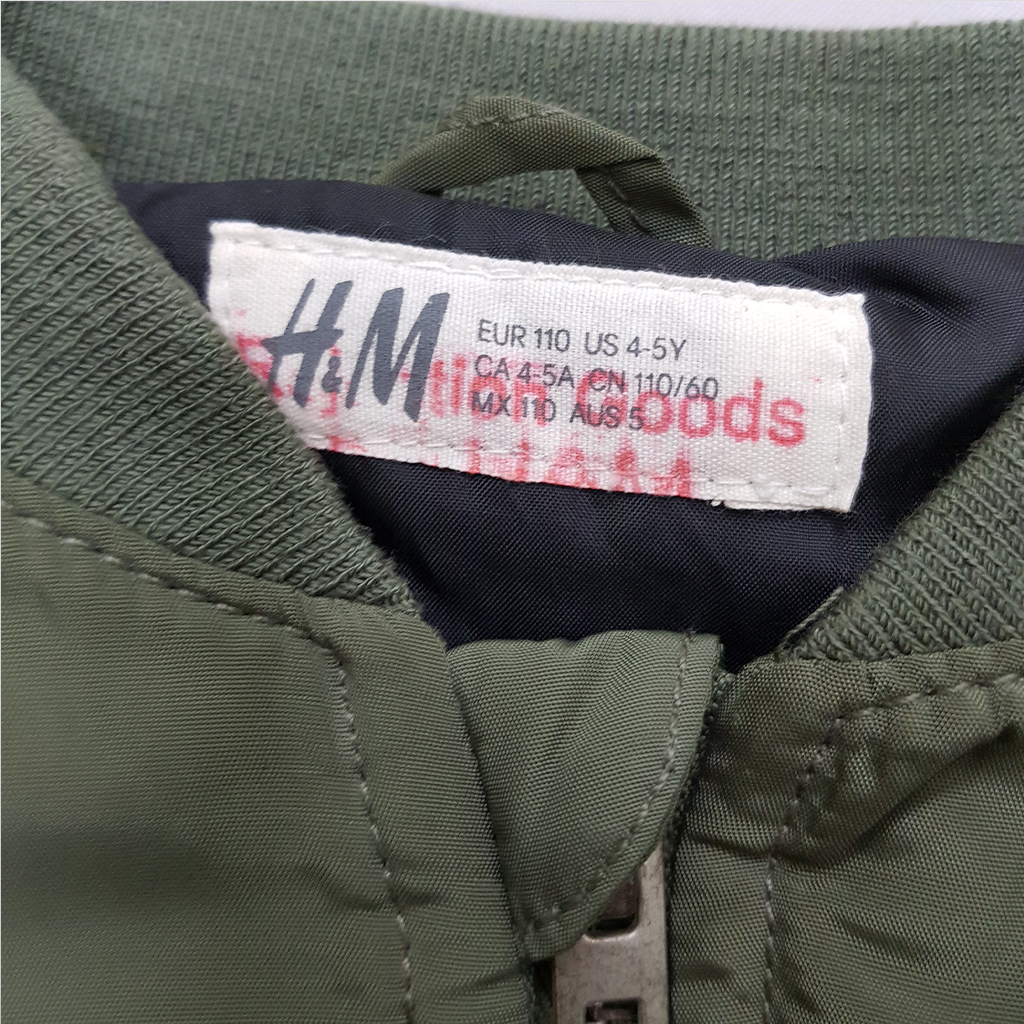 H&M
EUR 110 US 4-5Y
CA 4-5A CN 110/60
MX 110 AUS 5
Goods
H&M